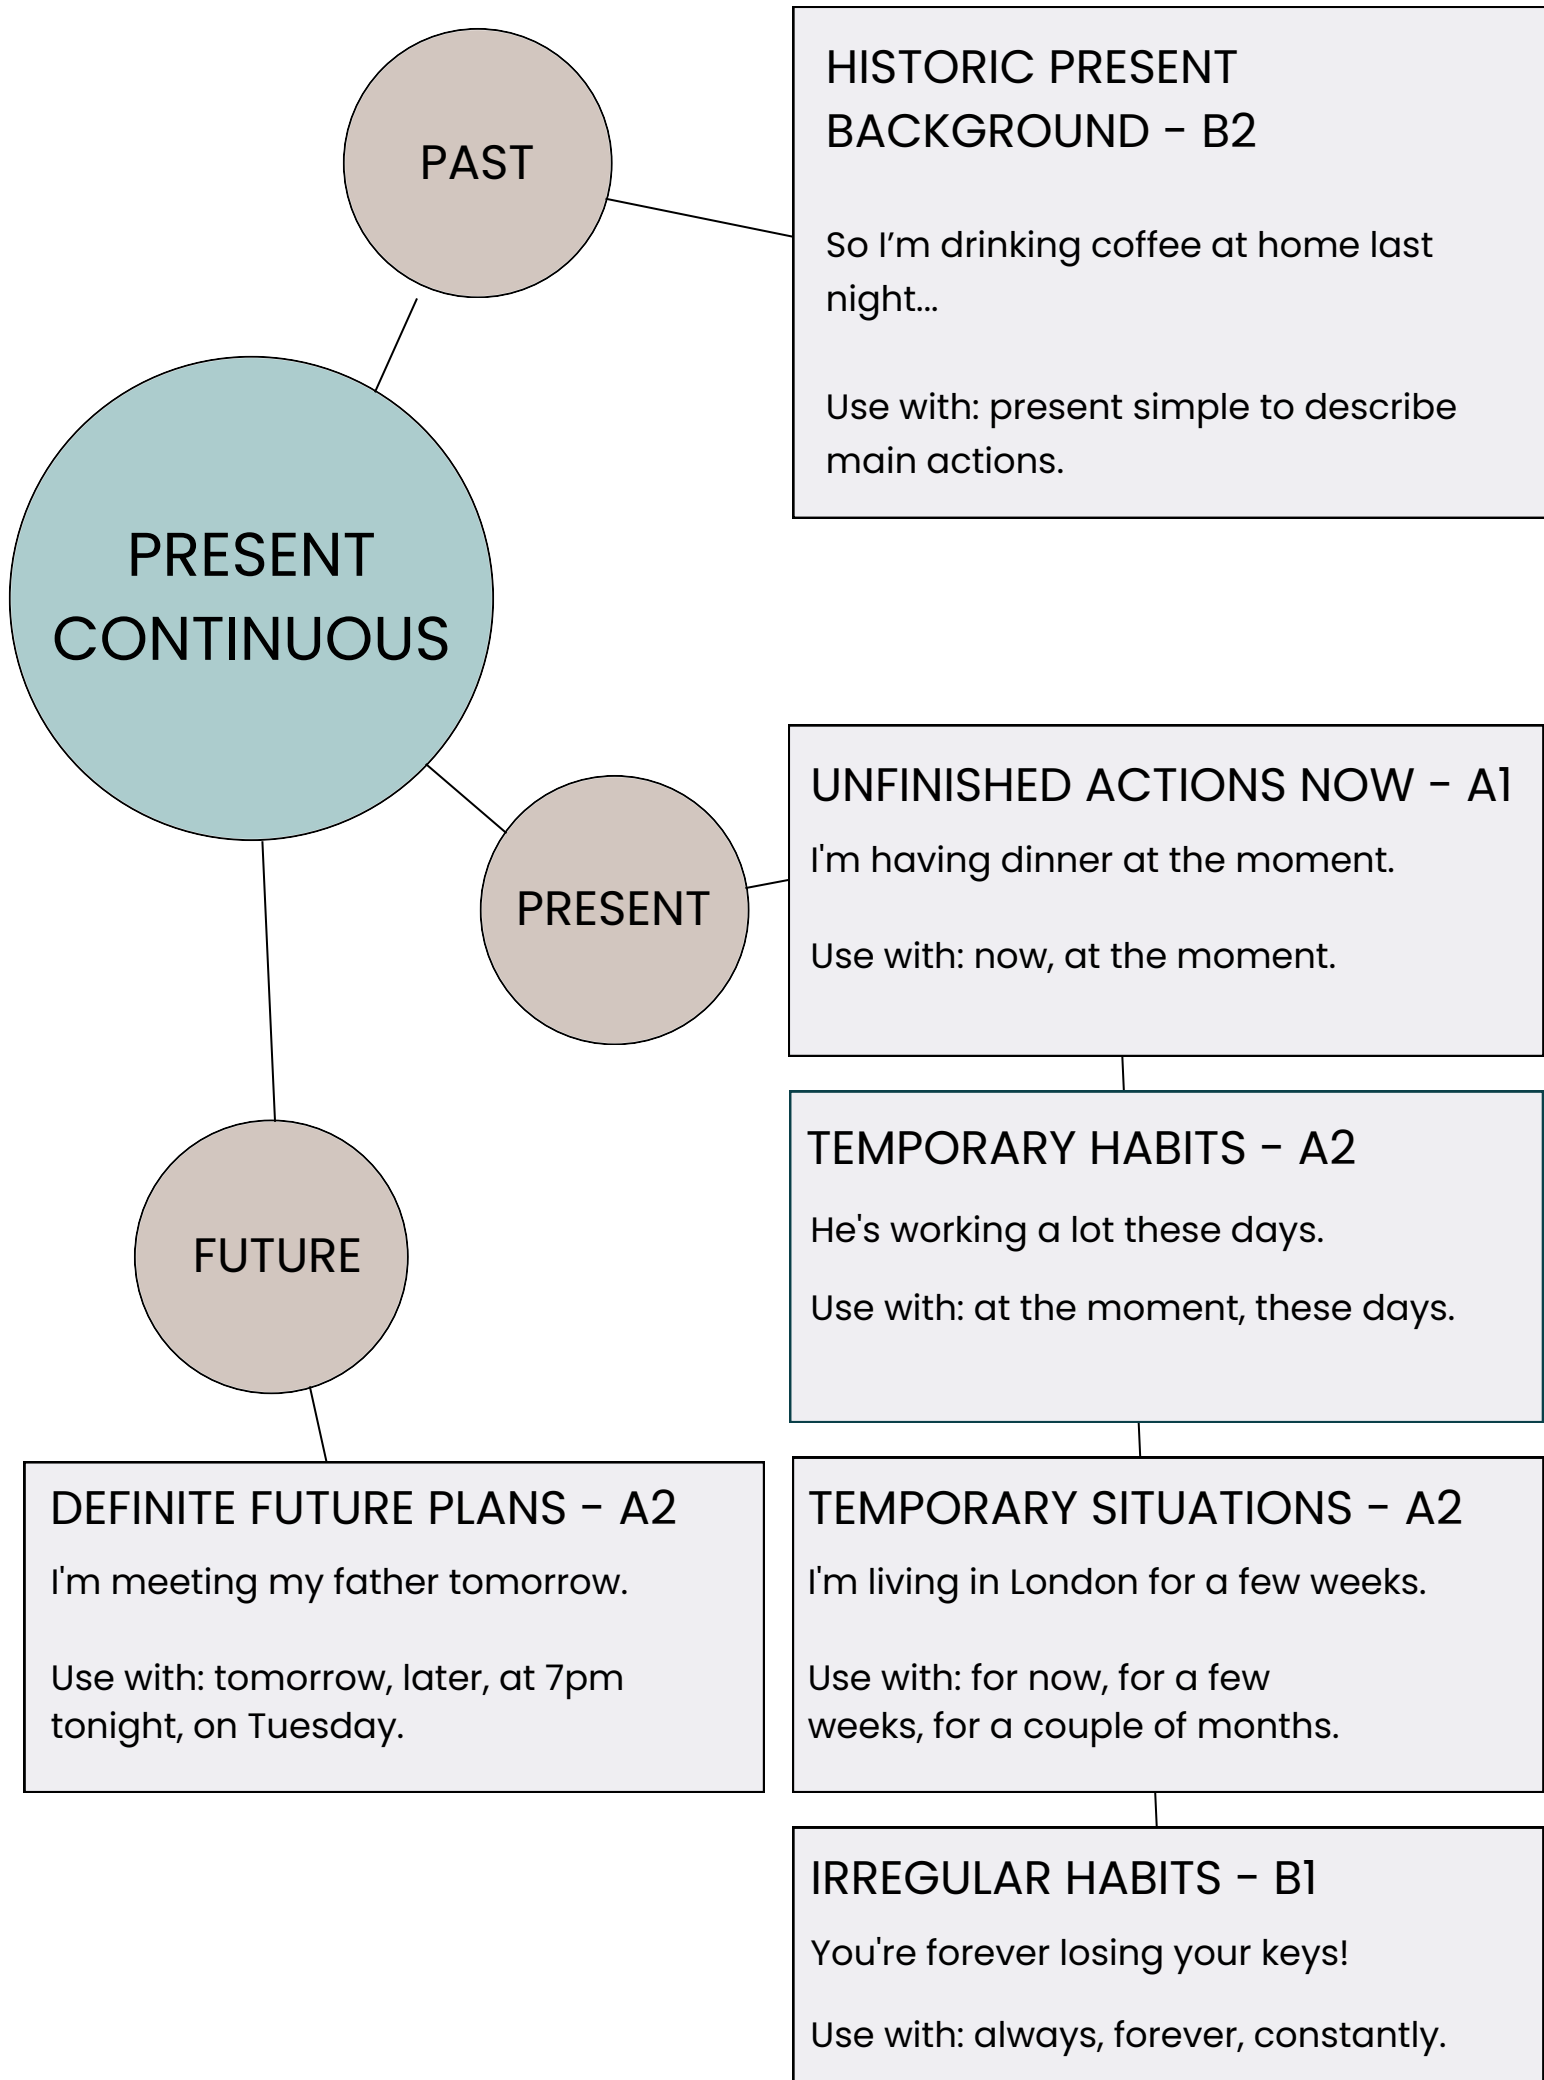 PAST
HISTORIC PRESENT
BACKGROUND - B2
So I’m drinking coffee at home last
night...
Use with: present simple to describe
main actions.
PRESENT
CONTINUOUS
PRESENT
UNFINISHED ACTIONS NOW - A1
I'm having dinner at the moment.
Use with: now, at the moment.
TEMPORARY HABITS - A2
He's working a lot these days.
Use with: at the moment, these days.
TEMPORARY SITUATIONS - A2
I'm living in London for a few weeks.
Use with: for now, for a few
weeks, for a couple of months.
IRREGULAR HABITS - B1
You're forever losing your keys!
Use with: always, forever, constantly.
FUTURE
DEFINITE FUTURE PLANS - A2
I'm meeting my father tomorrow.
Use with: tomorrow, later, at 7pm
tonight, on Tuesday.